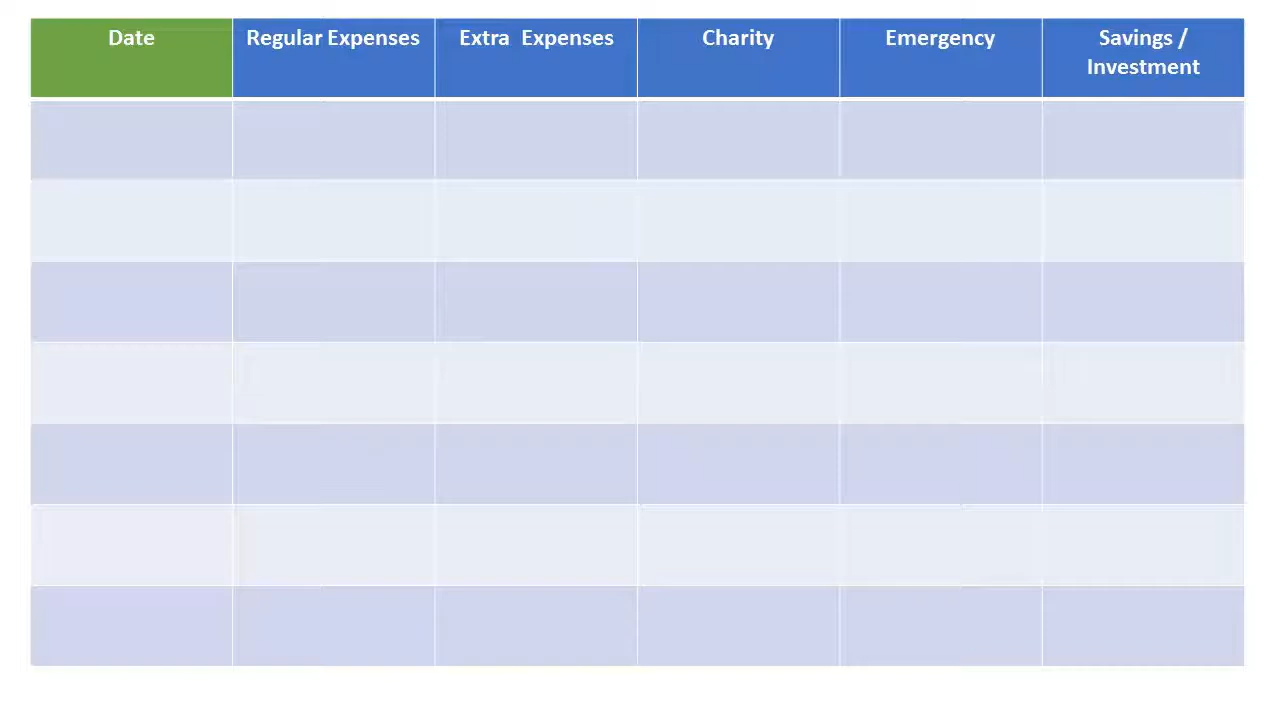 Date
Regular Expenses
Extra  Expenses
Charity
Emergency
Savings /
Investment